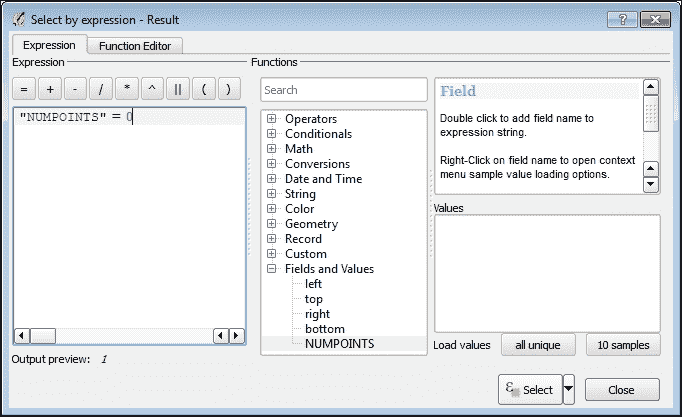 Select by expression - Result
Expression
Function Editor
Expression
Functions
= + - / * ^ || ( )
Search
"NUMPOINTS" = 0
Operators
Conditionals
Math
Conversions
Date and Time
String
Color
Geometry
Record
Custom
Fields and Values
left
top
right
bottom
NUMPOINTS
Field
Double click to add field name to
expression string.
Right-Click on field name to open context
menu sample value loading options.
Values
Load values all unique 10 samples
Output preview: 1
Select Close